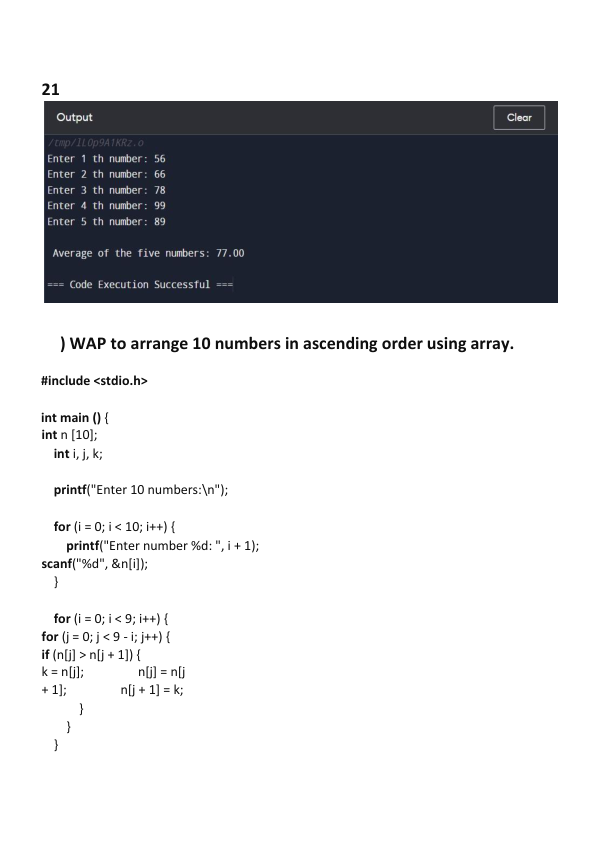 21
Output Clear
/tmp/lLOp9A1KRz.o
Enter 1 th number: 56
Enter 2 th number: 66
Enter 3 th number: 78
Enter 4 th number: 99
Enter 5 th number: 89
Average of the five numbers: 77.00
=== Code Execution Successful ===
) WAP to arrange 10 numbers in ascending order using array.
#include <stdio.h>
int main () {
int n [10];
int i, j, k;
printf("Enter 10 numbers:\n");
for (i = 0; i < 10; i++) {
printf("Enter number %d: ", i + 1);
scanf("%d", &n[i]);
}
for (i = 0; i < 9; i++) {
for (j = 0; j < 9 - i; j++) {
if (n[j] > n[j + 1]) {
k = n[j]; n[j] = n[j
+ 1]; n[j + 1] = k;
}
}
}